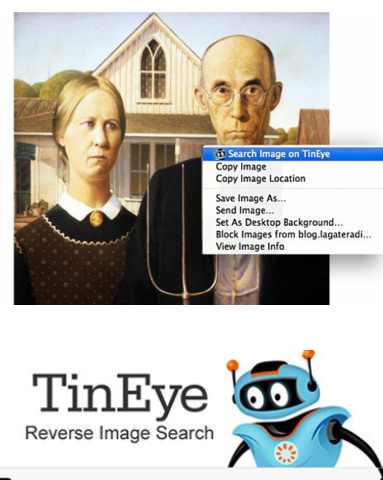 Search Image on TinEye
Copy Image
Copy Image Location
Save Image As...
Send Image...
Set As Desktop Background...
Block Images from blog.lagateradi...
View Image Info
TinEye
Reverse Image Search